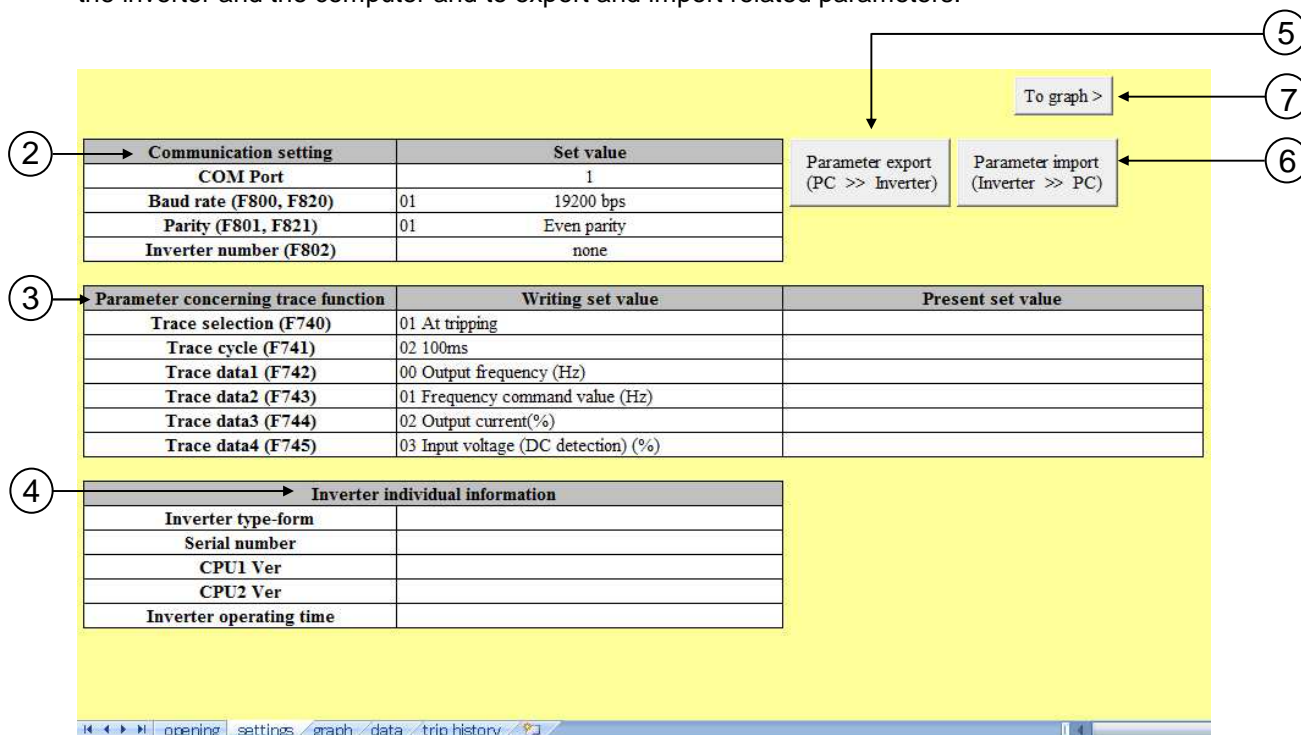 the inverter and the computer and to export and import related parameters.
5
To graph >
7
2
Communication setting Set value
Parameter export
(PC >> Inverter)
Parameter import
(Inverter >> PC)
6
COM Port 1
Baud rate (F800, F820) 01 19200 bps
Parity (F801, F821) 01 Even parity
Inverter number (F802) none
3
Parameter concerning trace function Writing set value Present set value
Trace selection (F740) 01 At tripping
Trace cycle (F741) 02 100ms
Trace data1 (F742) 00 Output frequency (Hz)
Trace data2 (F743) 01 Frequency command value (Hz)
Trace data3 (F744) 02 Output current(%)
Trace data4 (F745) 03 Input voltage (DC detection) (%)
4
Inverter individual information
Inverter type-form
Serial number
CPU1 Ver
CPU2 Ver
Inverter operating time
opening settings graph data trip history